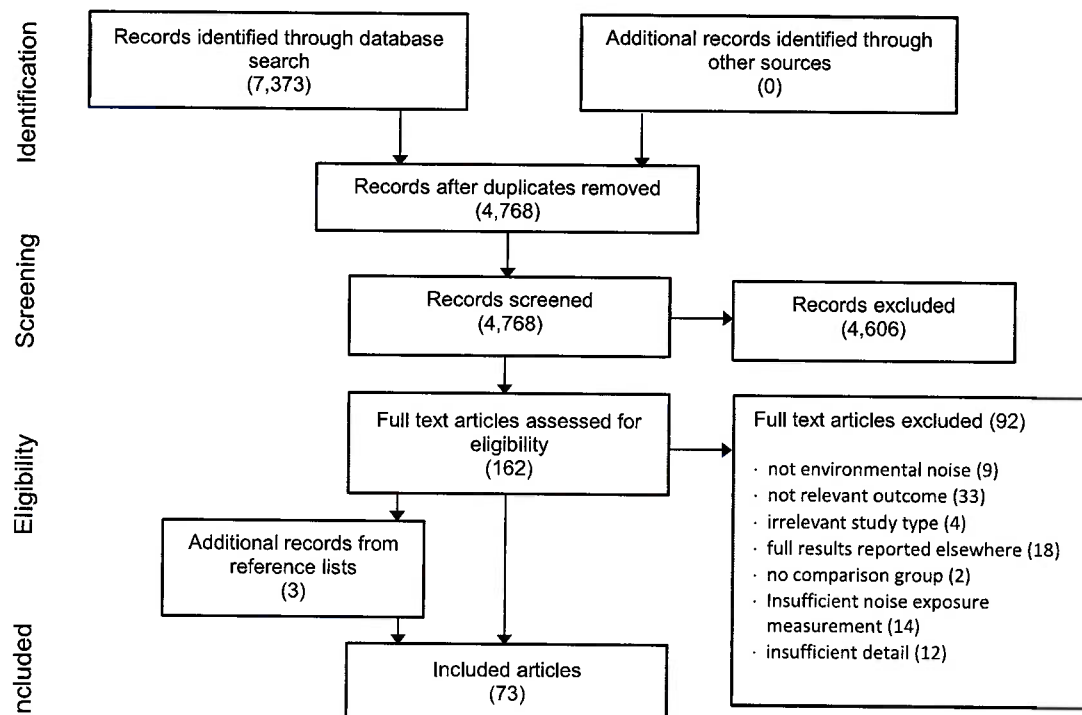 Identification
Records identified through database
search
(7,373)
Additional records identified through
other sources
(0)
Records after duplicates removed
(4,768)
Screening
Records screened
(4,768)
Records excluded
(4,606)
Eligibility
Full text articles assessed for
eligibility
(162)
Full text articles excluded (92)
· not environmental noise (9)
· not relevant outcome (33)
· irrelevant study type (4)
· full results reported elsewhere (18)
· no comparison group (2)
· Insufficient noise exposure
measurement (14)
· insufficient detail (12)
Additional records from
reference lists
(3)
ncluded
Included articles
(73)